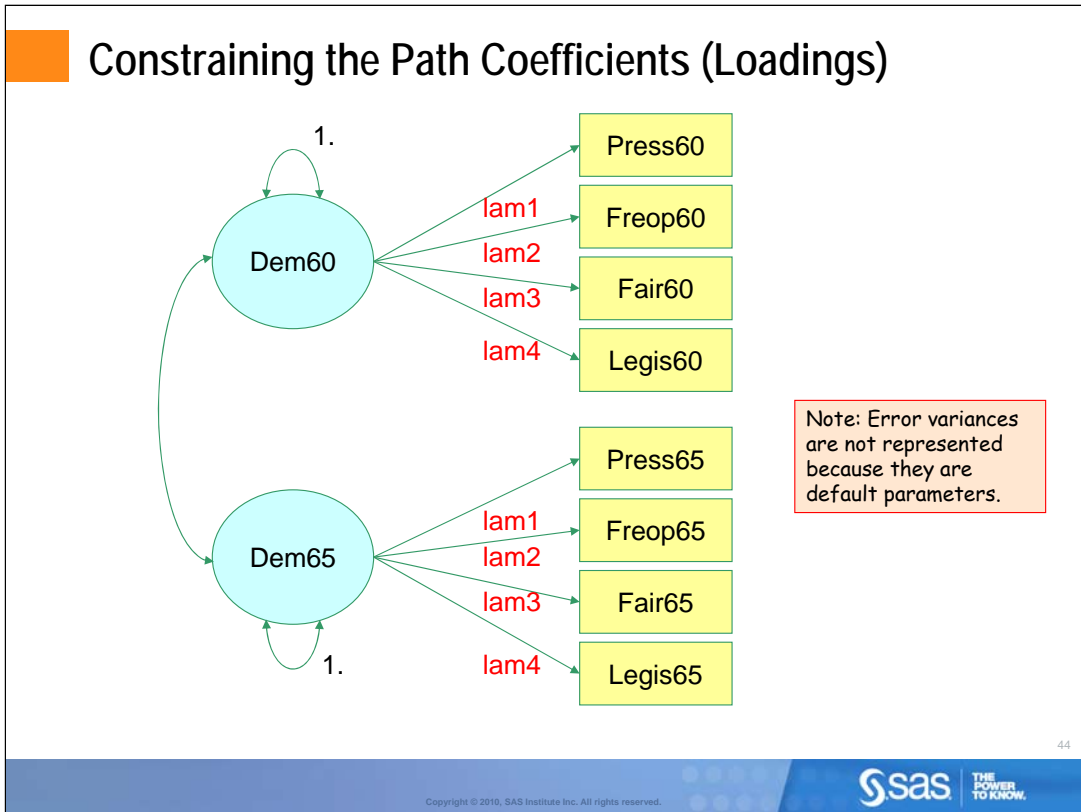 Constraining the Path Coefficients (Loadings)
1.
Dem60
lam1
lam2
lam3
lam4
Press60
Freop60
Fair60
Legis60
Dem65
1.
lam1
lam2
lam3
lam4
Press65
Freop65
Fair65
Legis65
Note: Error variances
are not represented
because they are
default parameters.
44
Copyright © 2010, SAS Institute Inc. All rights reserved.
sas
THE
POWER
TO KNOW.